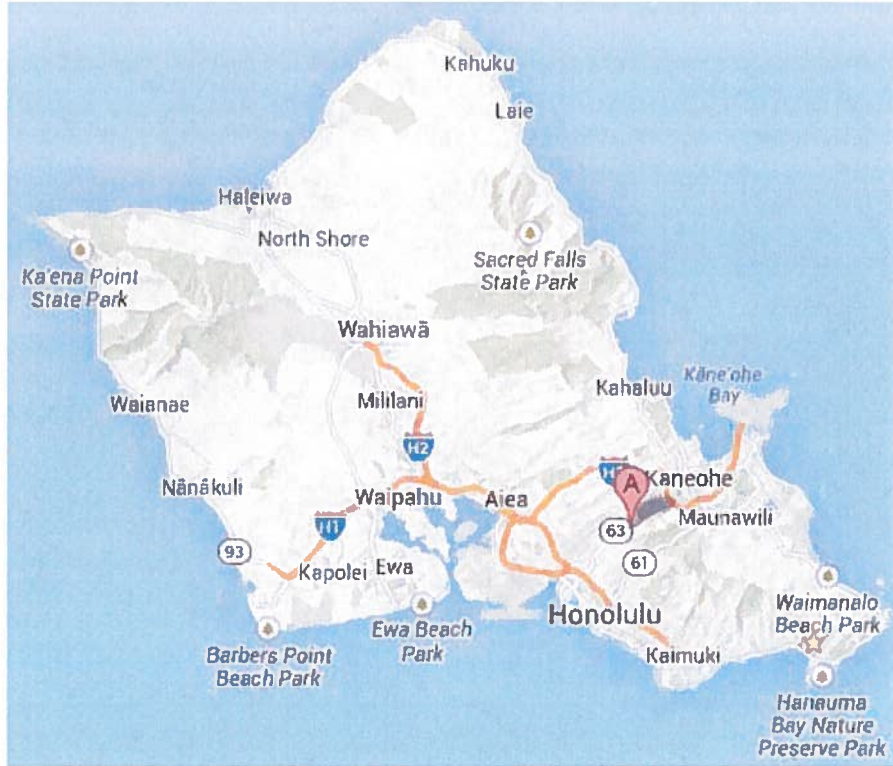 Kahuku
Laie
Haleiwa
North Shore
Sacred Falls
State Park
Ka'ena Point
State Park
Wahiawā
Kahaluu
Kāne'ohe
Bay
Waianae
Mililani
H2
Nānākuli
Waipahu
Aiea
Kaneohe
A
Maunawili
H1
63
93
61
Kapolei
Ewa
Honolulu
Waimanalo
Beach Park
Barbers Point
Beach Park
Ewa Beach
Park
Kaimuki
Hanauma
Bay Nature
Preserve Park